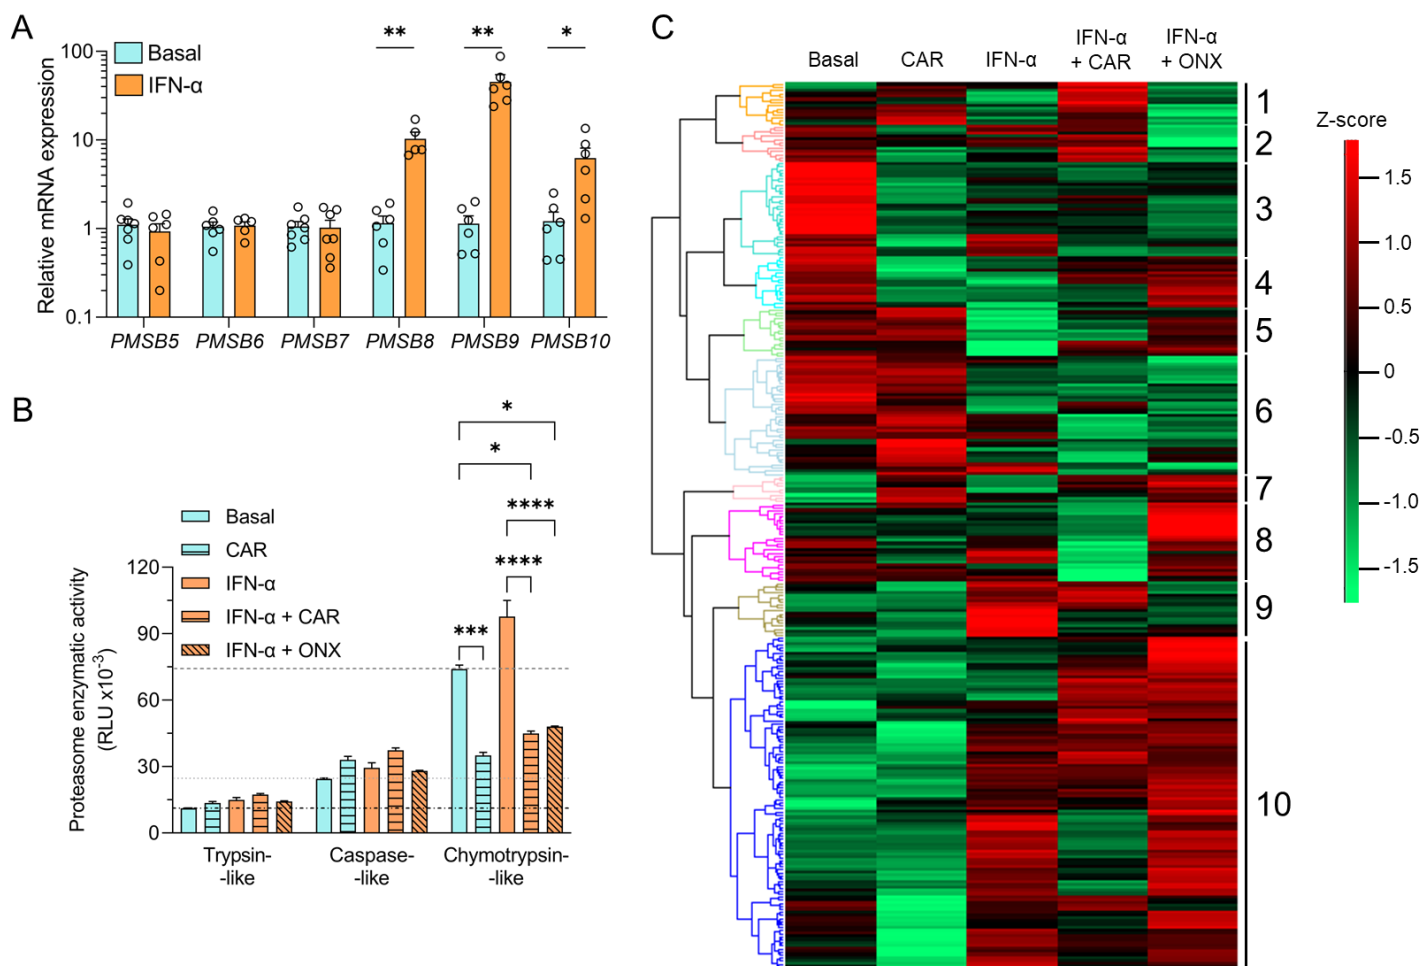 A
Basal
IFN-α
** ** *
Relative mRNA expression
100
10
1
0.1
PMSB5 PMSB6 PMSB7 PMSB8 PMSB9 PMSB10
B
Basal
CAR
IFN-α
IFN-α + CAR
IFN-α + ONX
*
*
****
****
***
Proteasome enzymatic activity
(RLU x10⁻³)
120
90
60
30
0
Trypsin-
-like
Caspase-
-like
Chymotrypsin-
-like
C
Basal
CAR
IFN-α
IFN-α
+ CAR
IFN-α
+ ONX
1
2
3
4
5
6
7
8
9
10
Z-score
1.5
1.0
0.5
0
-0.5
-1.0
-1.5